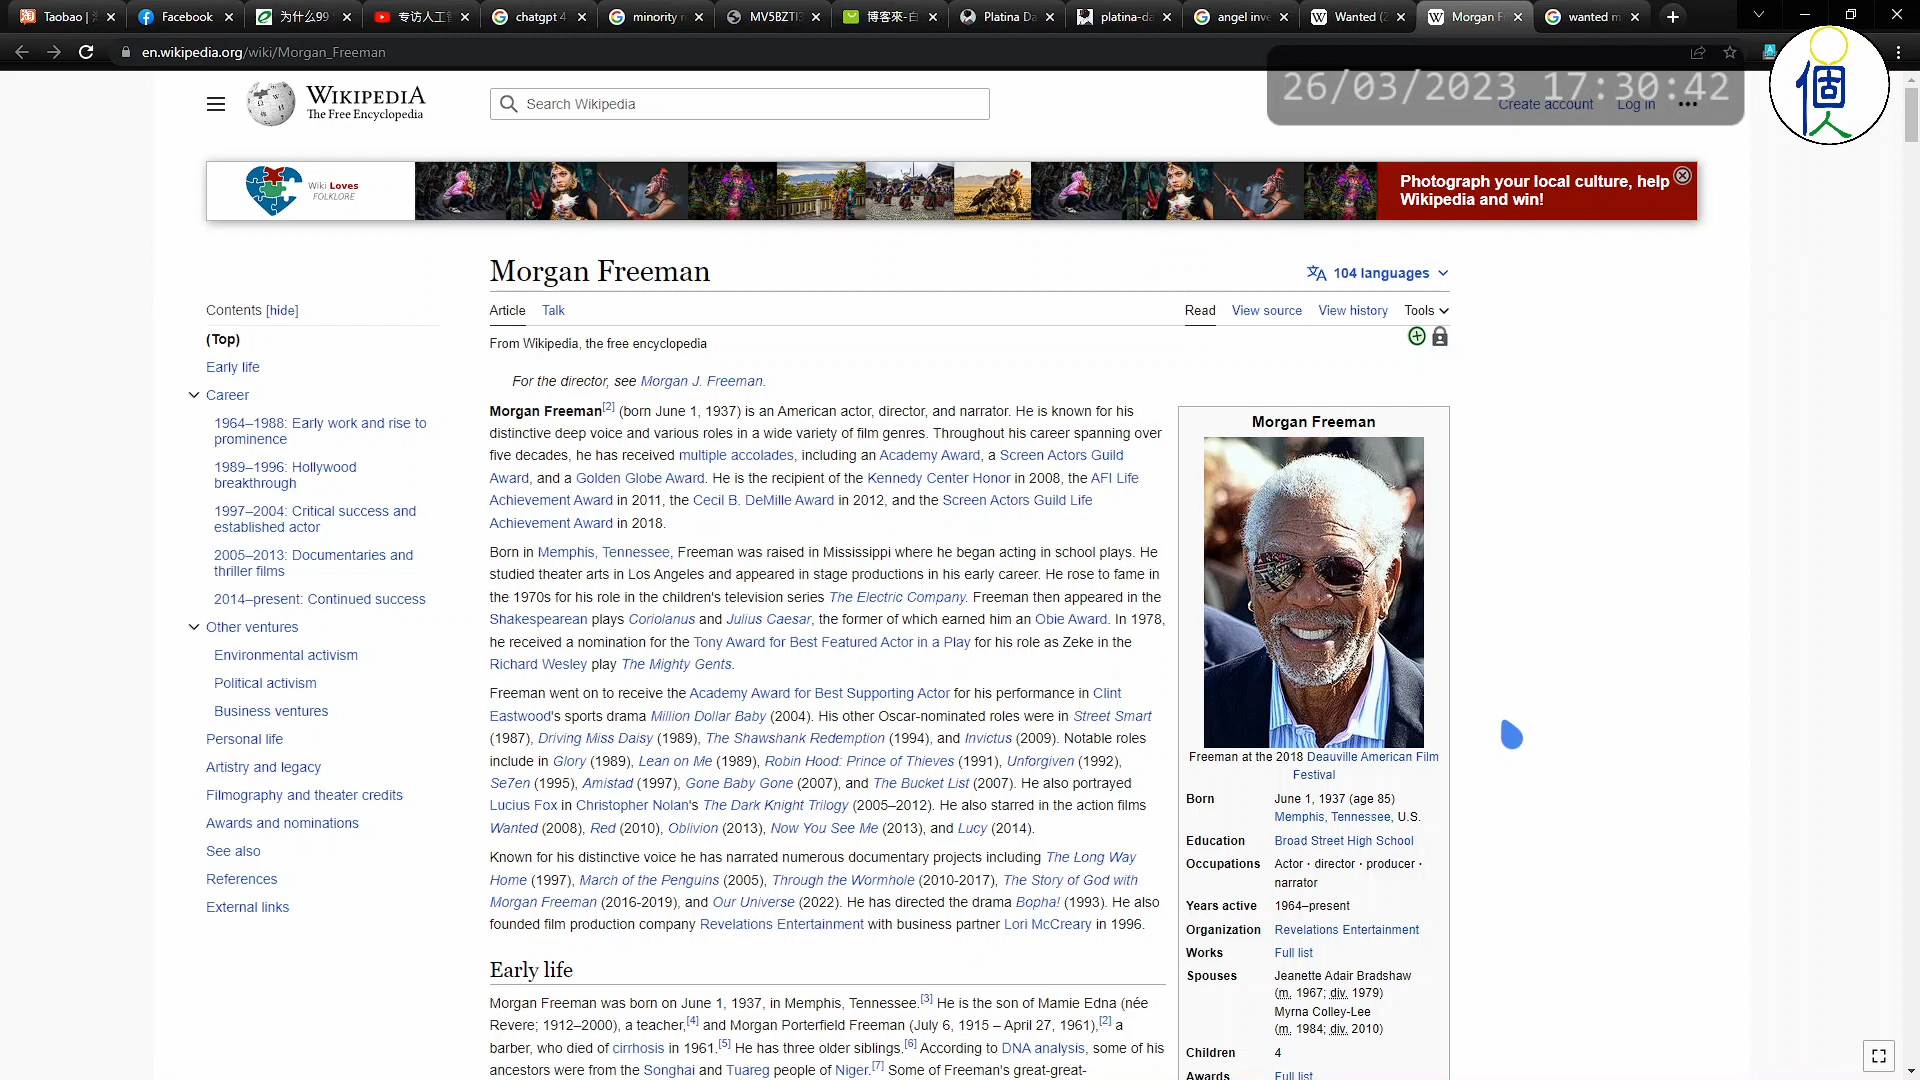 Taobao |
Facebook
为什么99
专访人工智
chatgpt 4
minority r
MV5BZTI3
博客來-白
Platina Da
platina-da
angel inve
Wanted (2
Morgan F
wanted m
en.wikipedia.org/wiki/Morgan_Freeman
26/03/2023 17:30:42
個人
WIKIPEDIA
The Free Encyclopedia
Search Wikipedia
Create account
Log in
Wiki Loves
FOLKLORE
Photograph your local culture, help
Wikipedia and win!
Morgan Freeman
104 languages
Contents [hide]
(Top)
Early life
Career
1964–1988: Early work and rise to
prominence
1989–1996: Hollywood
breakthrough
1997–2004: Critical success and
established actor
2005–2013: Documentaries and
thriller films
2014–present: Continued success
Other ventures
Environmental activism
Political activism
Business ventures
Personal life
Artistry and legacy
Filmography and theater credits
Awards and nominations
See also
References
External links
Article
Talk
Read
View source
View history
Tools
From Wikipedia, the free encyclopedia
For the director, see Morgan J. Freeman.
Morgan Freeman[2] (born June 1, 1937) is an American actor, director, and narrator. He is known for his
distinctive deep voice and various roles in a wide variety of film genres. Throughout his career spanning over
five decades, he has received multiple accolades, including an Academy Award, a Screen Actors Guild
Award, and a Golden Globe Award. He is the recipient of the Kennedy Center Honor in 2008, the AFI Life
Achievement Award in 2011, the Cecil B. DeMille Award in 2012, and the Screen Actors Guild Life
Achievement Award in 2018.
Born in Memphis, Tennessee, Freeman was raised in Mississippi where he began acting in school plays. He
studied theater arts in Los Angeles and appeared in stage productions in his early career. He rose to fame in
the 1970s for his role in the children's television series The Electric Company. Freeman then appeared in the
Shakespearean plays Coriolanus and Julius Caesar, the former of which earned him an Obie Award. In 1978,
he received a nomination for the Tony Award for Best Featured Actor in a Play for his role as Zeke in the
Richard Wesley play The Mighty Gents.
Freeman went on to receive the Academy Award for Best Supporting Actor for his performance in Clint
Eastwood's sports drama Million Dollar Baby (2004). His other Oscar-nominated roles were in Street Smart
(1987), Driving Miss Daisy (1989), The Shawshank Redemption (1994), and Invictus (2009). Notable roles
include in Glory (1989), Lean on Me (1989), Robin Hood: Prince of Thieves (1991), Unforgiven (1992),
Se7en (1995), Amistad (1997), Gone Baby Gone (2007), and The Bucket List (2007). He also portrayed
Lucius Fox in Christopher Nolan's The Dark Knight Trilogy (2005–2012). He also starred in the action films
Wanted (2008), Red (2010), Oblivion (2013), Now You See Me (2013), and Lucy (2014).
Known for his distinctive voice he has narrated numerous documentary projects including The Long Way
Home (1997), March of the Penguins (2005), Through the Wormhole (2010-2017), The Story of God with
Morgan Freeman (2016-2019), and Our Universe (2022). He has directed the drama Bopha! (1993). He also
founded film production company Revelations Entertainment with business partner Lori McCreary in 1996.
Early life
Morgan Freeman was born on June 1, 1937, in Memphis, Tennessee.[3] He is the son of Mamie Edna (née
Revere; 1912–2000), a teacher,[4] and Morgan Porterfield Freeman (July 6, 1915 – April 27, 1961),[2] a
barber, who died of cirrhosis in 1961.[5] He has three older siblings.[6] According to DNA analysis, some of his
ancestors were from the Songhai and Tuareg people of Niger.[7] Some of Freeman's great-great-
Morgan Freeman
Freeman at the 2018 Deauville American Film
Festival
Born June 1, 1937 (age 85)
Memphis, Tennessee, U.S.
Education Broad Street High School
Occupations Actor · director · producer ·
narrator
Years active 1964–present
Organization Revelations Entertainment
Works Full list
Spouses Jeanette Adair Bradshaw
(m. 1967; div. 1979)
Myrna Colley-Lee
(m. 1984; div. 2010)
Children 4
Awards Full list